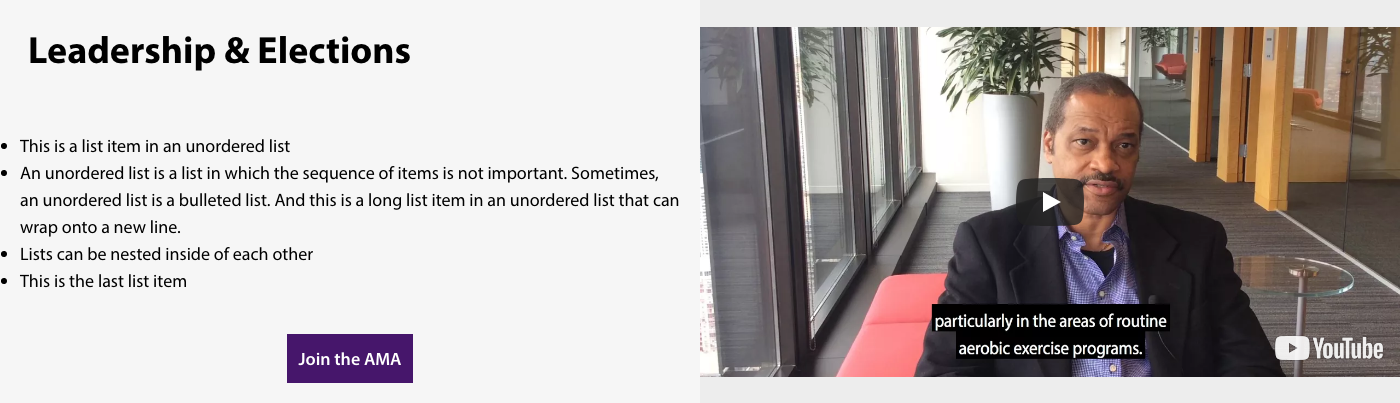 Leadership & Elections
This is a list item in an unordered list
An unordered list is a list in which the sequence of items is not important. Sometimes,
an unordered list is a bulleted list. And this is a long list item in an unordered list that can
wrap onto a new line.
Lists can be nested inside of each other
This is the last list item
Join the AMA
particularly in the areas of routine
aerobic exercise programs.
YouTube